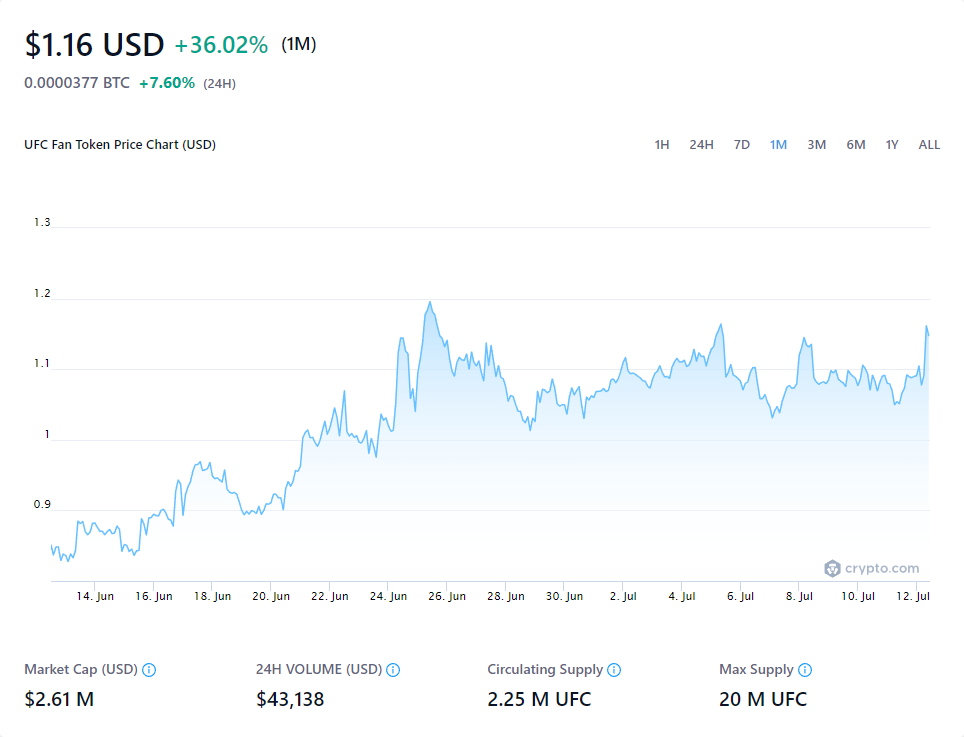 $1.16 USD +36.02% (1M)
0.0000377 BTC +7.60% (24H)
UFC Fan Token Price Chart (USD) 1H 24H 7D 1M 3M 6M 1Y ALL
1.3
1.2
1.1
1
0.9
crypto.com
14. Jun 16. Jun 18. Jun 20. Jun 22. Jun 24. Jun 26. Jun 28. Jun 30. Jun 2. Jul 4. Jul 6. Jul 8. Jul 10. Jul 12. Jul
Market Cap (USD) 24H VOLUME (USD) Circulating Supply Max Supply
$2.61 M $43,138 2.25 M UFC 20 M UFC